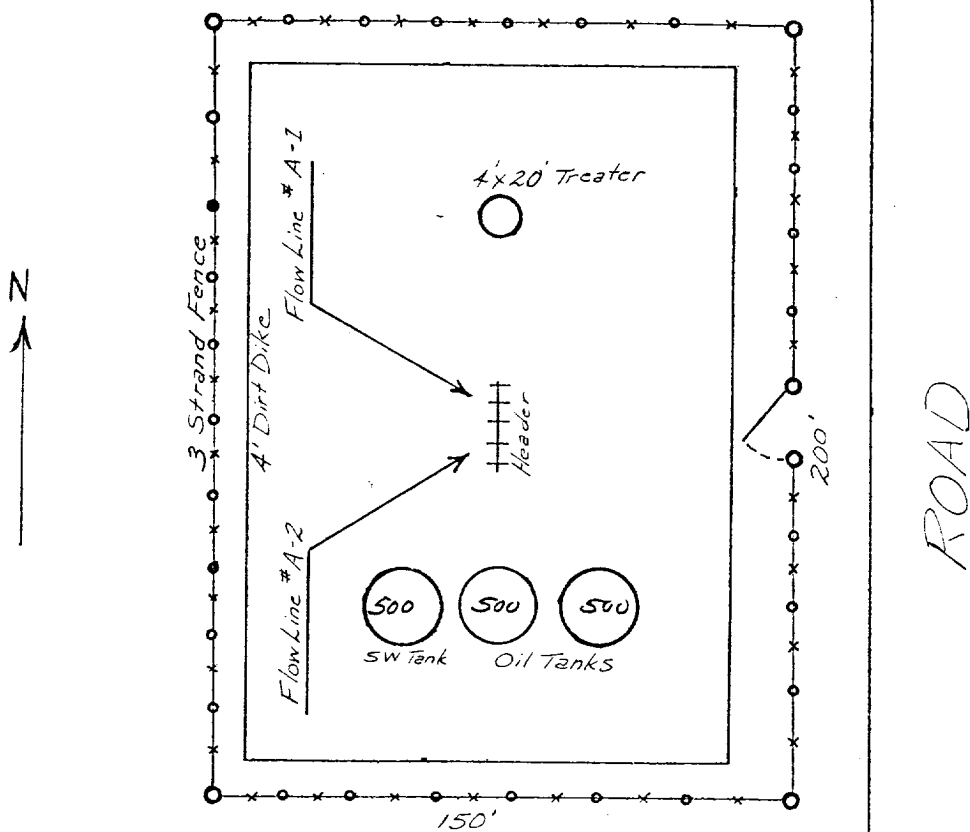 N
3 Strand Fence
4' Dirt Dike
Flow Line # A-1
4'x20' Treater
Header
200'
ROAD
Flow Line # A-2
500
500
500
SW Tank
Oil Tanks
150'